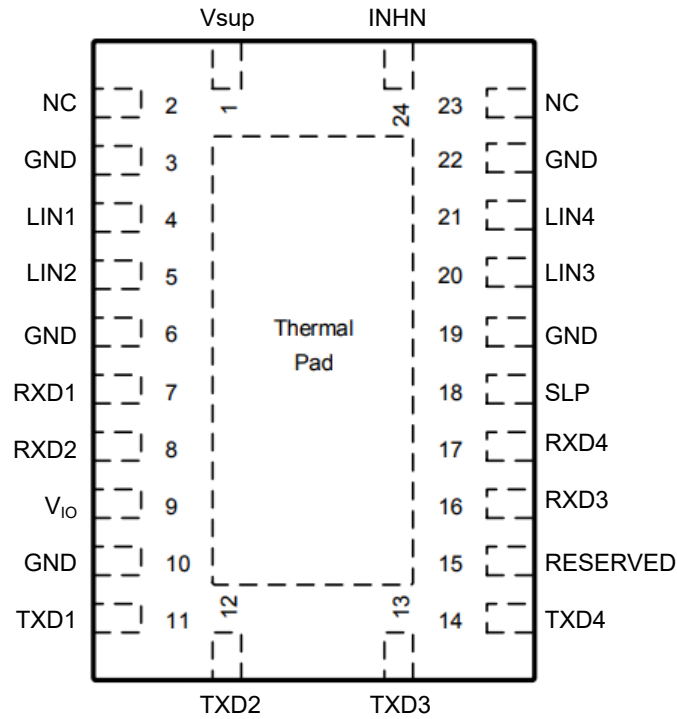 Vsup INHN
NC 2 1 24 23 NC
GND 3 22 GND
LIN1 4 21 LIN4
LIN2 5 20 LIN3
GND 6 Thermal 19 GND
Pad
RXD1 7 18 SLP
RXD2 8 17 RXD4
VIO 9 16 RXD3
GND 10 15 RESERVED
TXD1 11 12 13 14 TXD4
TXD2 TXD3